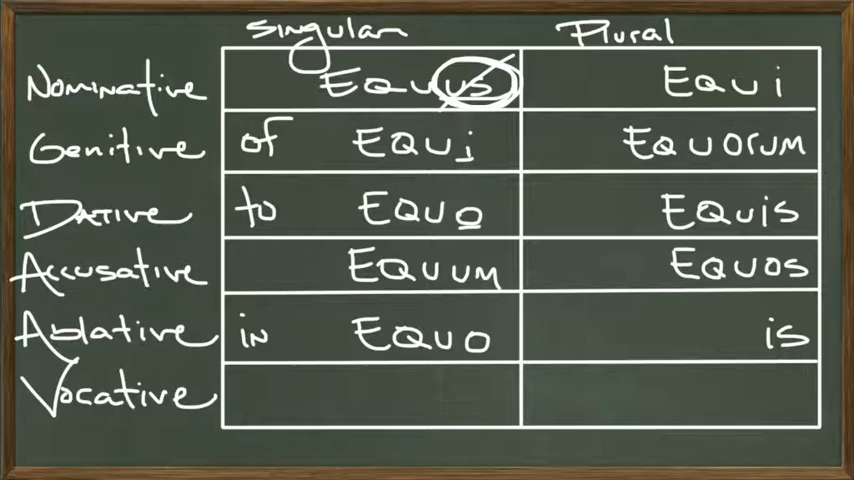 Singular Plural
Nominative EQUUS EQUi
Genitive of EQUi EQUORUM
DATIVE to EQUO EQUiS
Accusative EQUUM EQUOS
Ablative in EQUO is
Vocative